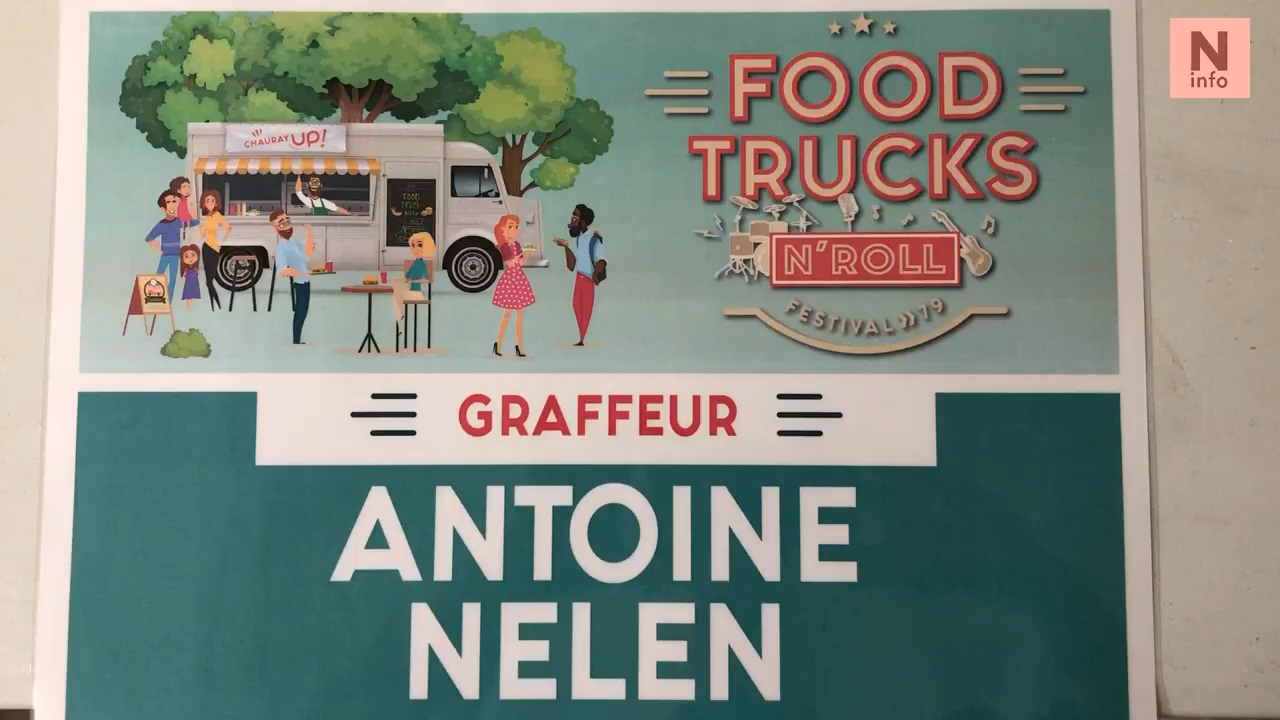 N
info
CHAURAY UP!
FOOD
TRUCKS
N'ROLL
FESTIVAL»79
GRAFFEUR
ANTOINE
NELEN